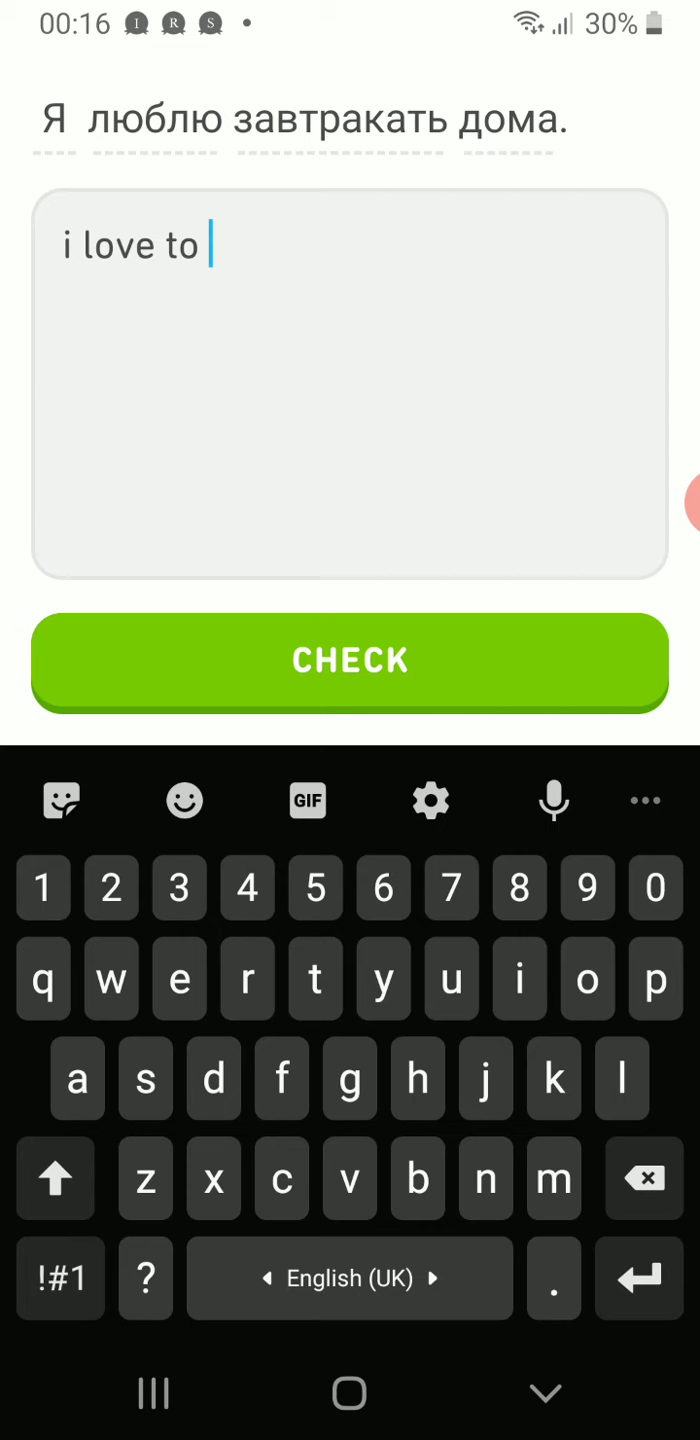 00:16 I R S • 30%
Я люблю завтракать дома.
i love to
CHECK
GIF
1 2 3 4 5 6 7 8 9 0
q w e r t y u i o p
a s d f g h j k l
z x c v b n m
!#1 ? English (UK) .